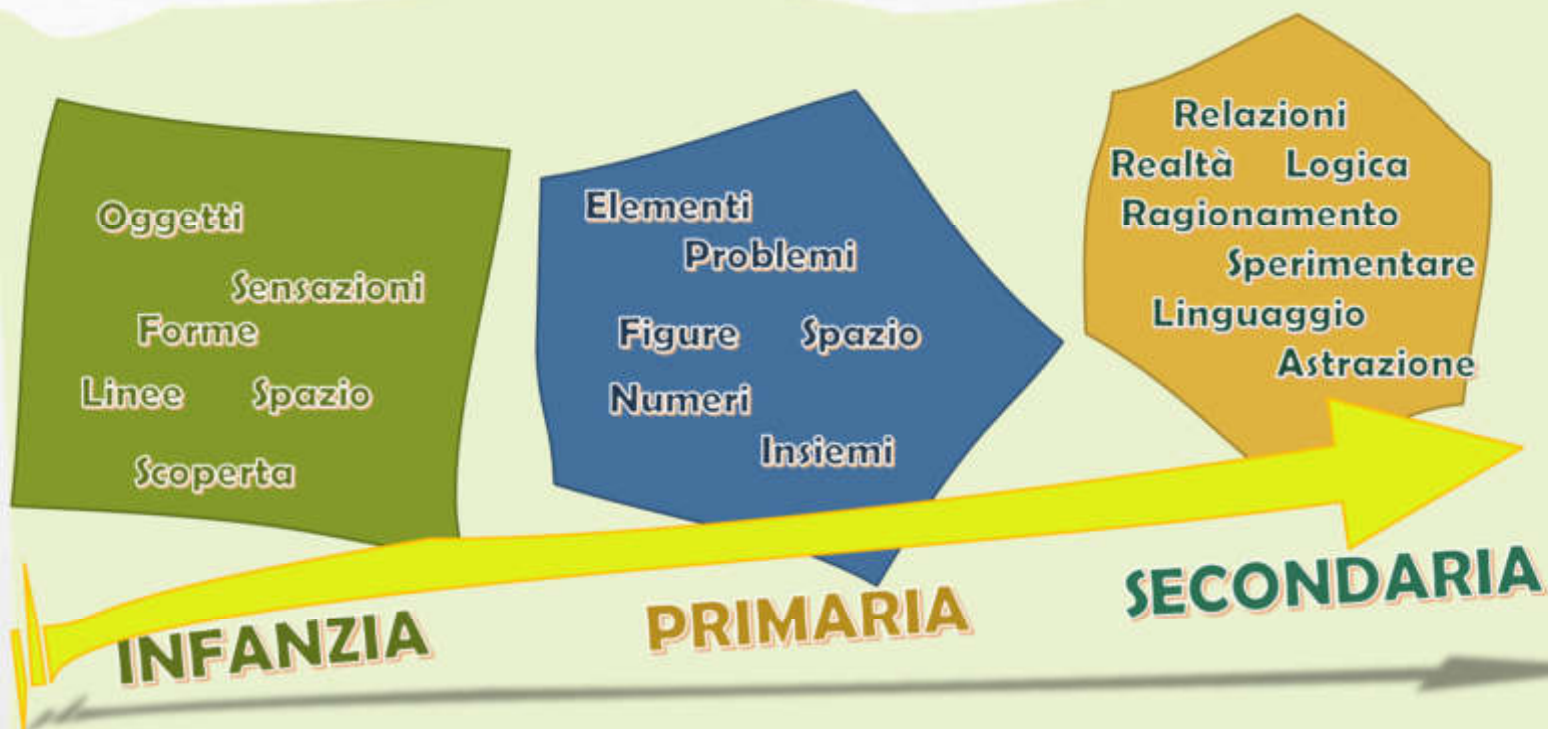 Oggetti
Sensazioni
Forme
Linee Spazio
Scoperta
INFANZIA
Elementi
Problemi
Figure Spazio
Numeri
Insiemi
PRIMARIA
Relazioni
Realtà Logica
Ragionamento
Sperimentare
Linguaggio
Astrazione
SECONDARIA